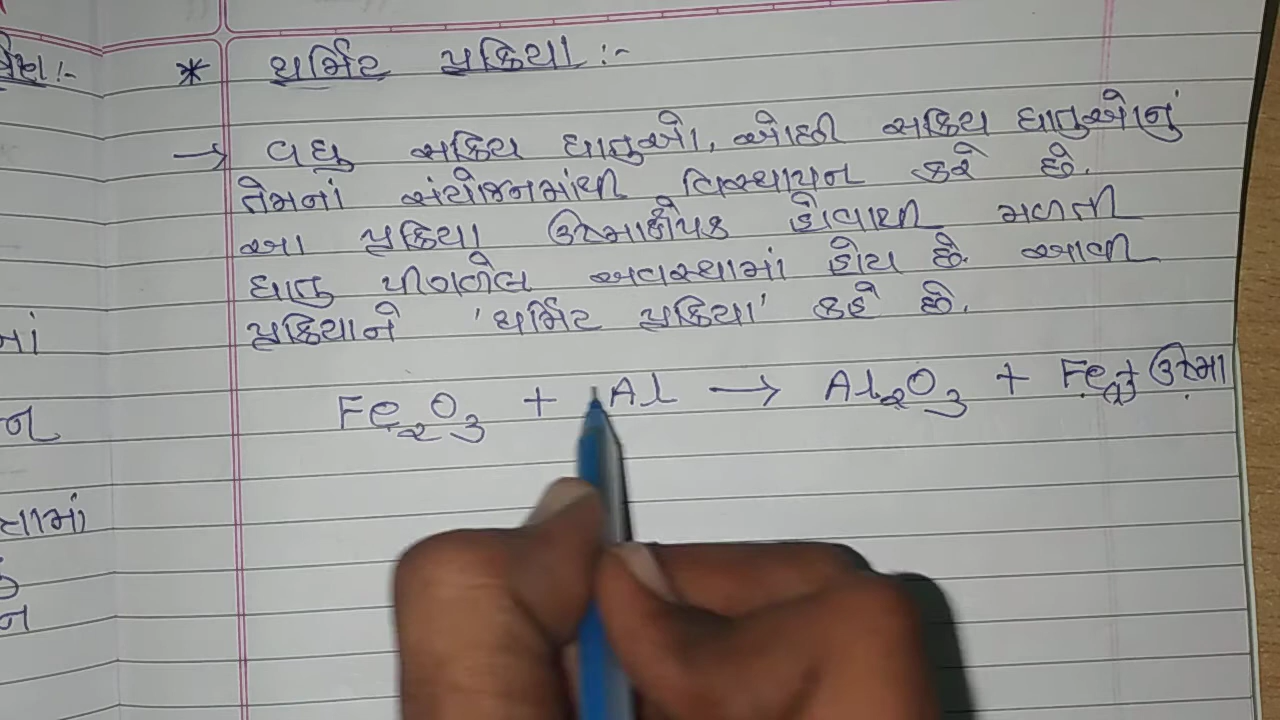 * થર્મિટ પ્રક્રિયા :-
→ વધુ સક્રિય ધાતુઓ, ઓછી સક્રિય ધાતુઓનું
તેમનાં સંયોજનમાંથી વિસ્થાપન કરે છે.
આ પ્રક્રિયા ઉષ્માક્ષેપક હોવાથી મળતી
ધાતુ પીગળેલ અવસ્થામાં હોય છે. આવી
પ્રક્રિયાને 'થર્મિટ પ્રક્રિયા' કહે છે.
Fe₂O₃ + Al → Al₂O₃ + Fe + ઉષ્મા
માં
ન
તામાં
ન